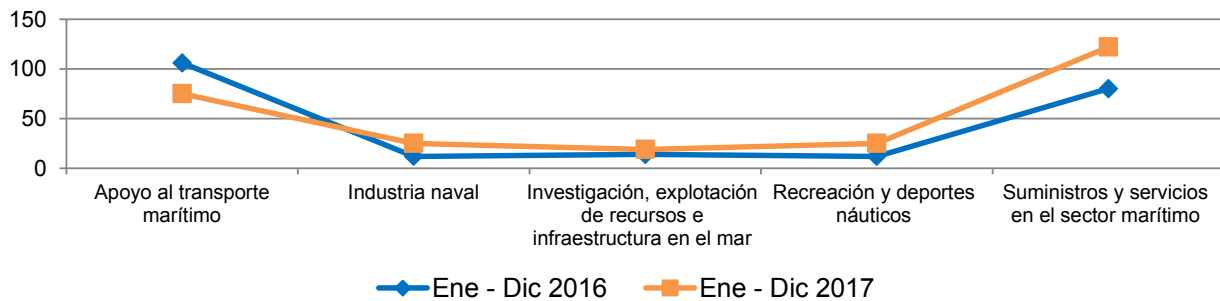 150
100
50
0
Apoyo al transporte
marítimo
Industria naval
Investigación, explotación
de recursos e
infraestructura en el mar
Recreación y deportes
náuticos
Suministros y servicios
en el sector marítimo
Ene - Dic 2016
Ene - Dic 2017